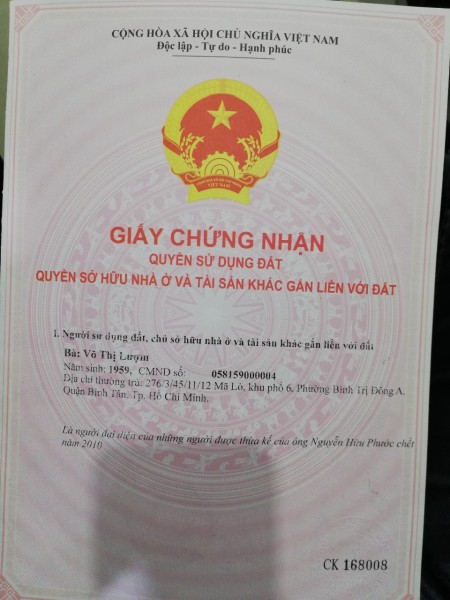 CỘNG HÒA XÃ HỘI CHỦ NGHĨA VIỆT NAM
Độc lập - Tự do - Hạnh phúc
VIỆT NAM
GIẤY CHỨNG NHẬN
QUYỀN SỬ DỤNG ĐẤT
QUYỀN SỞ HỮU NHÀ Ở VÀ TÀI SẢN KHÁC GẮN LIỀN VỚI ĐẤT
I. Người sử dụng đất, chủ sở hữu nhà ở và tài sản khác gắn liền với đất
Bà: Võ Thị Lượm
Năm sinh: 1959, CMND số: 058159000004
Địa chỉ thường trú: 276/3/45/11/12 Mã Lò, khu phố 6, Phường Bình Trị Đông A,
Quận Bình Tân, Tp. Hồ Chí Minh.
Là người đại diện của những người được thừa kế của ông Nguyễn Hữu Phước chết
năm 2010
CK 168008